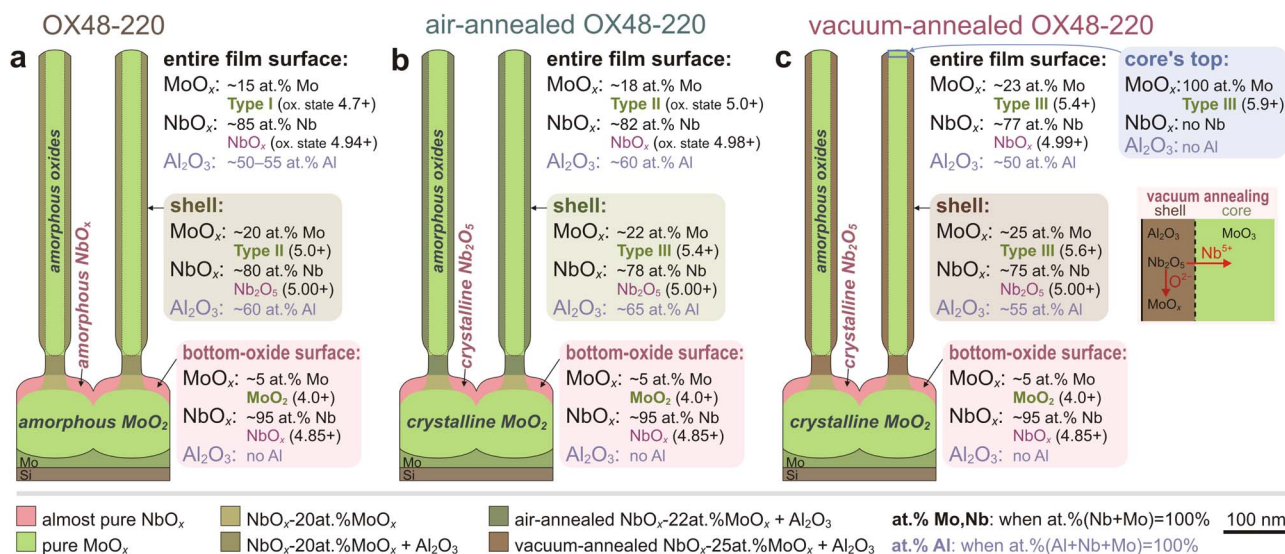 OX48-220
a
entire film surface:
MoOₓ: ~15 at.% Mo
Type I (ox. state 4.7+)
NbOₓ: ~85 at.% Nb
NbOₓ (ox. state 4.94+)
Al₂O₃: ~50–55 at.% Al
amorphous oxides
amorphous NbOₓ
shell:
MoOₓ: ~20 at.% Mo
Type II (5.0+)
NbOₓ: ~80 at.% Nb
Nb₂O₅ (5.00+)
Al₂O₃: ~60 at.% Al
bottom-oxide surface:
MoOₓ: ~5 at.% Mo
MoO₂ (4.0+)
NbOₓ: ~95 at.% Nb
NbOₓ (4.85+)
Al₂O₃: no Al
amorphous MoO₂
Mo
Si
air-annealed OX48-220
b
entire film surface:
MoOₓ: ~18 at.% Mo
Type II (ox. state 5.0+)
NbOₓ: ~82 at.% Nb
NbOₓ (ox. state 4.98+)
Al₂O₃: ~60 at.% Al
amorphous oxides
crystalline Nb₂O₅
shell:
MoOₓ: ~22 at.% Mo
Type III (5.4+)
NbOₓ: ~78 at.% Nb
Nb₂O₅ (5.00+)
Al₂O₃: ~65 at.% Al
bottom-oxide surface:
MoOₓ: ~5 at.% Mo
MoO₂ (4.0+)
NbOₓ: ~95 at.% Nb
NbOₓ (4.85+)
Al₂O₃: no Al
crystalline MoO₂
Mo
Si
vacuum-annealed OX48-220
c
entire film surface:
MoOₓ: ~23 at.% Mo
Type III (5.4+)
NbOₓ: ~77 at.% Nb
NbOₓ (4.99+)
Al₂O₃: ~50 at.% Al
core's top:
MoOₓ: 100 at.% Mo
Type III (5.9+)
NbOₓ: no Nb
Al₂O₃: no Al
amorphous oxides
crystalline Nb₂O₅
shell:
MoOₓ: ~25 at.% Mo
Type III (5.6+)
NbOₓ: ~75 at.% Nb
Nb₂O₅ (5.00+)
Al₂O₃: ~55 at.% Al
vacuum annealing
shell core
Al₂O₃ MoO₃
Nb₂O₅ Nb⁵⁺
O²⁻
MoOₓ
bottom-oxide surface:
MoOₓ: ~5 at.% Mo
MoO₂ (4.0+)
NbOₓ: ~95 at.% Nb
NbOₓ (4.85+)
Al₂O₃: no Al
crystalline MoO₂
Mo
Si
almost pure NbOₓ
pure MoOₓ
NbOₓ-20at.%MoOₓ
NbOₓ-20at.%MoOₓ + Al₂O₃
air-annealed NbOₓ-22at.%MoOₓ + Al₂O₃
vacuum-annealed NbOₓ-25at.%MoOₓ + Al₂O₃
at.% Mo,Nb: when at.%(Nb+Mo)=100%
at.% Al: when at.%(Al+Nb+Mo)=100%
100 nm